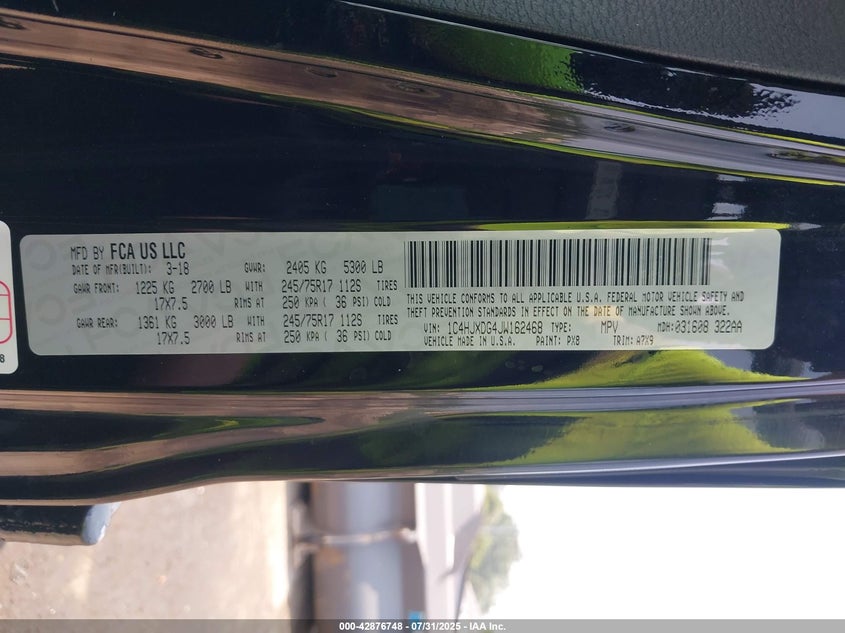 MFD BY FCA US LLC
DATE OF MFR(BUILT): 3-18 GVWR: 2405 KG 5300 LB
GAWR FRONT: 1225 KG 2700 LB WITH 245/75R17 112S TIRES
17X7.5 RIMS AT 250 KPA ( 36 PSI) COLD
GAWR REAR: 1361 KG 3000 LB WITH 245/75R17 112S TIRES
17X7.5 RIMS AT 250 KPA ( 36 PSI) COLD
THIS VEHICLE CONFORMS TO ALL APPLICABLE U.S.A. FEDERAL MOTOR VEHICLE SAFETY AND
THEFT PREVENTION STANDARDS IN EFFECT ON THE DATE OF MANUFACTURE SHOWN ABOVE.
VIN: 1C4HJXDG4JW162468 TYPE: MPV MDH: 031608 322AA
VEHICLE MADE IN U.S.A. PAINT: PX8 TRIM: A7X9
8
000-42876748 - 07/31/2025 - IAA Inc.